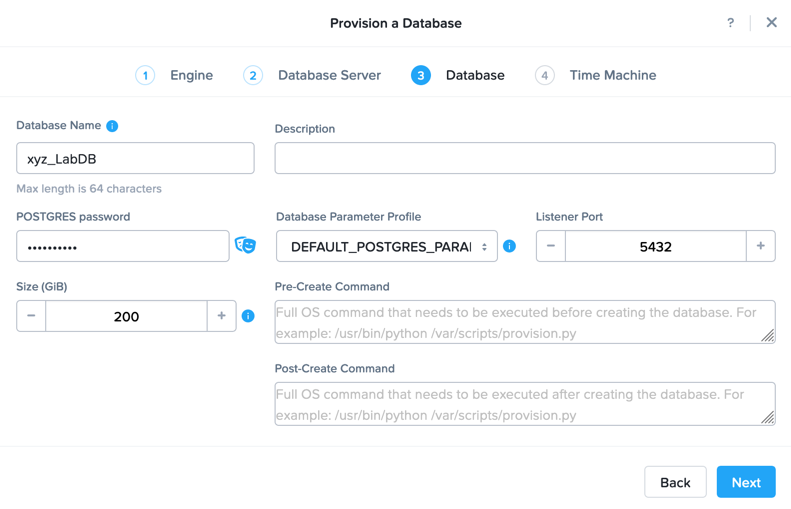 Provision a Database
?
1 Engine
2 Database Server
3 Database
4 Time Machine
Database Name
xyz_LabDB
Max length is 64 characters
Description
POSTGRES password
••••••••••
Database Parameter Profile
DEFAULT_POSTGRES_PARA
Listener Port
− 5432 +
Size (GiB)
− 200 +
Pre-Create Command
Full OS command that needs to be executed before creating the database. For
example: /usr/bin/python /var/scripts/provision.py
Post-Create Command
Full OS command that needs to be executed after creating the database. For
example: /usr/bin/python /var/scripts/provision.py
Back
Next